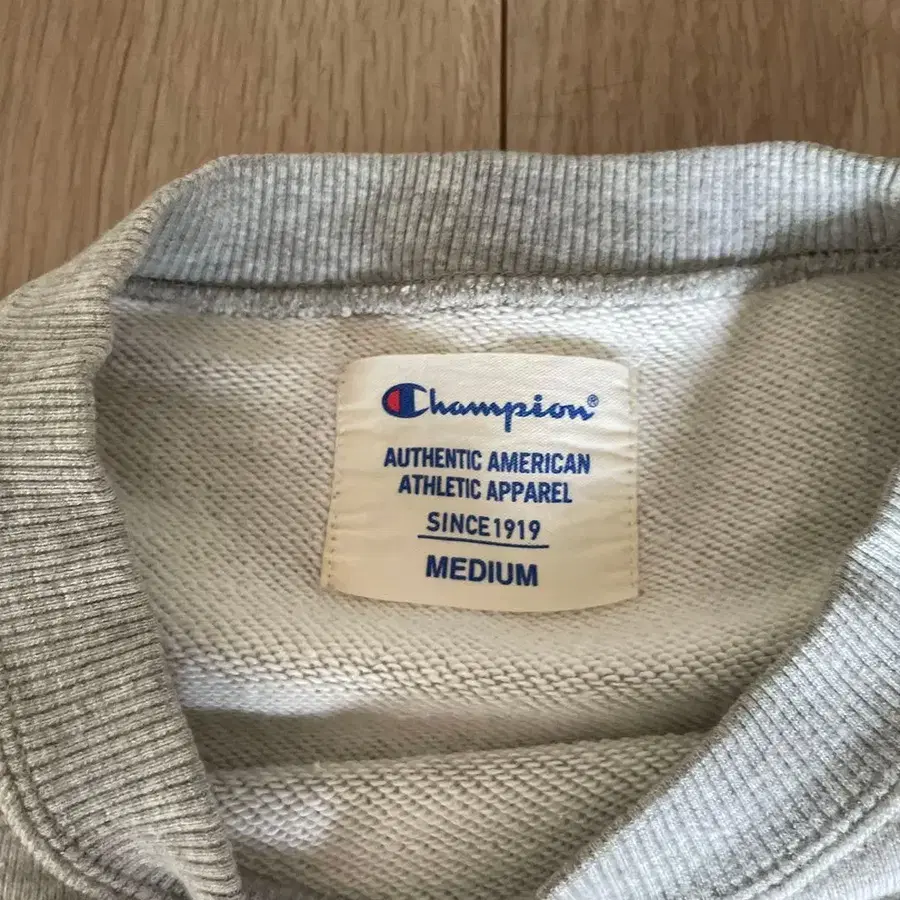 Champion®
AUTHENTIC AMERICAN
ATHLETIC APPAREL
SINCE 1919
MEDIUM